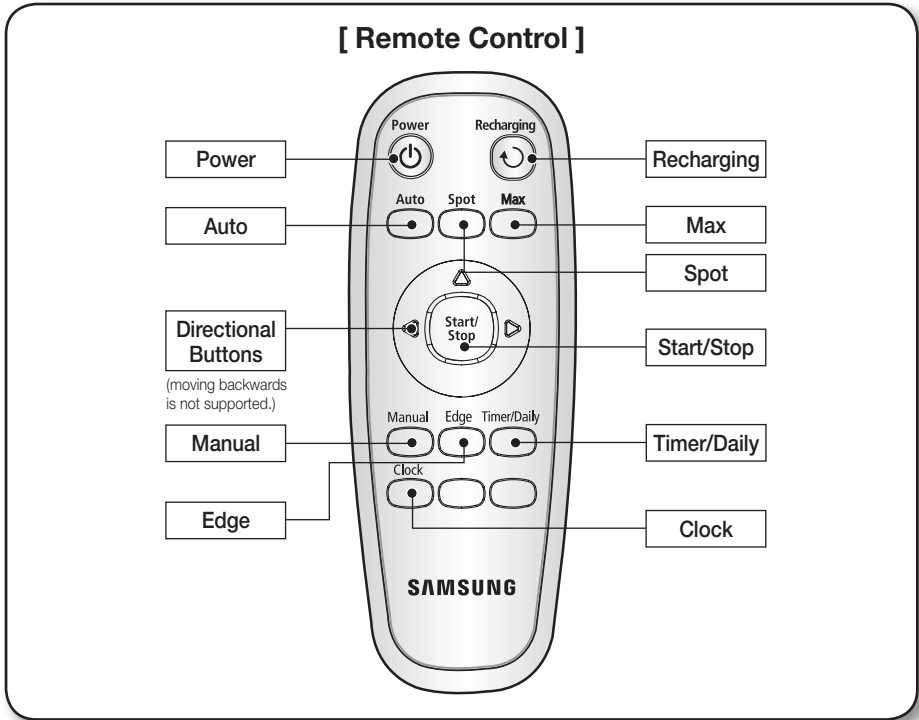 [ Remote Control ]
Power
Recharging
Power
Recharging
Auto
Spot
Max
Auto
Max
Spot
Directional
Buttons
(moving backwards
is not supported.)
Start/
Stop
Start/Stop
Manual
Edge
Timer/Daily
Manual
Timer/Daily
Clock
Edge
Clock
SAMSUNG